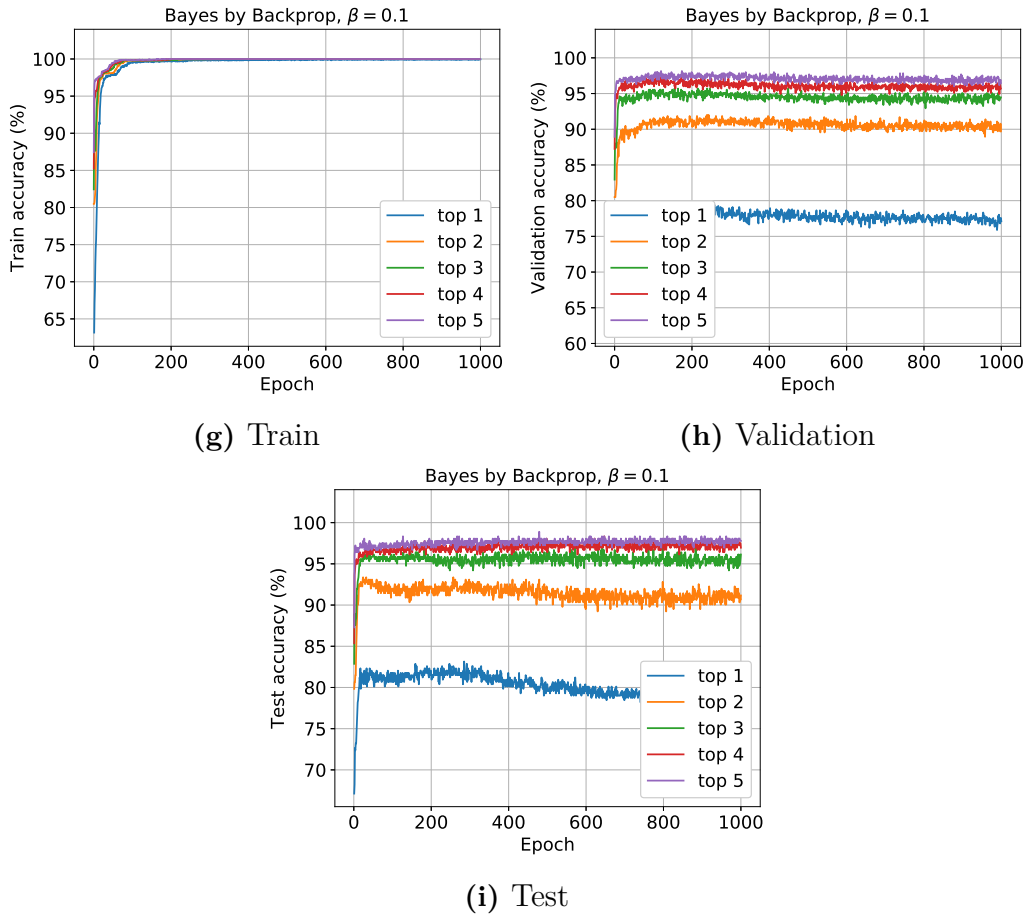 Bayes by Backprop, β = 0.1
Train accuracy (%)
100
95
90
85
80
75
70
65
top 1
top 2
top 3
top 4
top 5
0 200 400 600 800 1000
Epoch
(g) Train
Bayes by Backprop, β = 0.1
Validation accuracy (%)
100
95
90
85
80
75
70
65
60
top 1
top 2
top 3
top 4
top 5
0 200 400 600 800 1000
Epoch
(h) Validation
Bayes by Backprop, β = 0.1
Test accuracy (%)
100
95
90
85
80
75
70
top 1
top 2
top 3
top 4
top 5
0 200 400 600 800 1000
Epoch
(i) Test